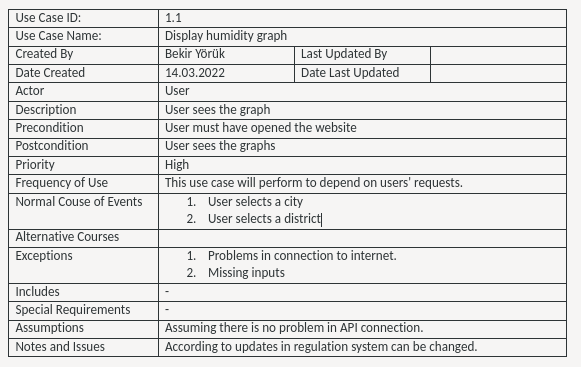 Use Case ID: 1.1
Use Case Name: Display humidity graph
Created By Bekir Yörük Last Updated By
Date Created 14.03.2022 Date Last Updated
Actor User
Description User sees the graph
Precondition User must have opened the website
Postcondition User sees the graphs
Priority High
Frequency of Use This use case will perform to depend on users' requests.
Normal Couse of Events 1. User selects a city
2. User selects a district
Alternative Courses
Exceptions 1. Problems in connection to internet.
2. Missing inputs
Includes -
Special Requirements -
Assumptions Assuming there is no problem in API connection.
Notes and Issues According to updates in regulation system can be changed.